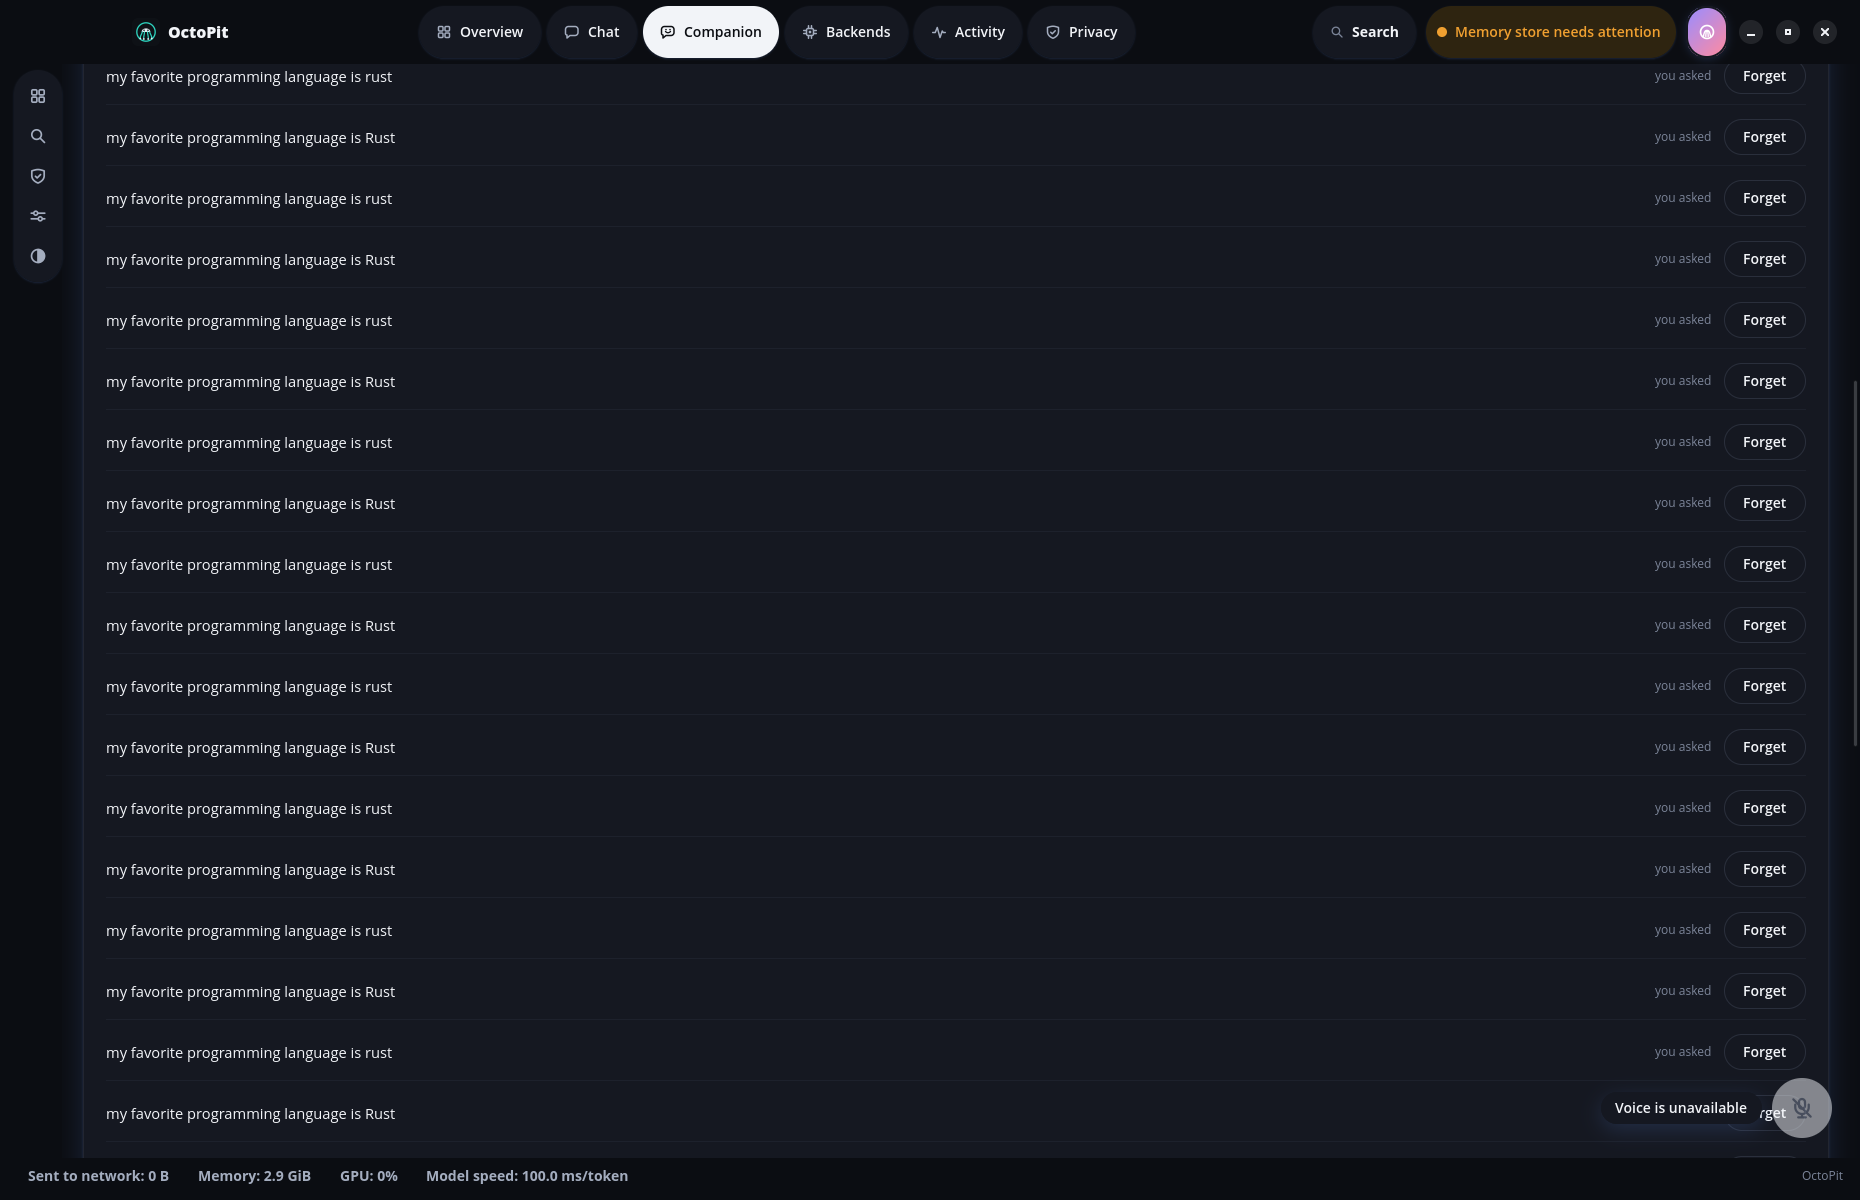 OctoPit
Overview
Chat
Companion
Backends
Activity
Privacy
Search
Memory store needs attention
my favorite programming language is rust you asked Forget
my favorite programming language is Rust you asked Forget
my favorite programming language is rust you asked Forget
my favorite programming language is Rust you asked Forget
my favorite programming language is rust you asked Forget
my favorite programming language is Rust you asked Forget
my favorite programming language is rust you asked Forget
my favorite programming language is Rust you asked Forget
my favorite programming language is rust you asked Forget
my favorite programming language is Rust you asked Forget
my favorite programming language is rust you asked Forget
my favorite programming language is Rust you asked Forget
my favorite programming language is rust you asked Forget
my favorite programming language is Rust you asked Forget
my favorite programming language is rust you asked Forget
my favorite programming language is Rust you asked Forget
my favorite programming language is rust you asked Forget
my favorite programming language is Rust
Voice is unavailable
Sent to network: 0 B
Memory: 2.9 GiB
GPU: 0%
Model speed: 100.0 ms/token
OctoPit